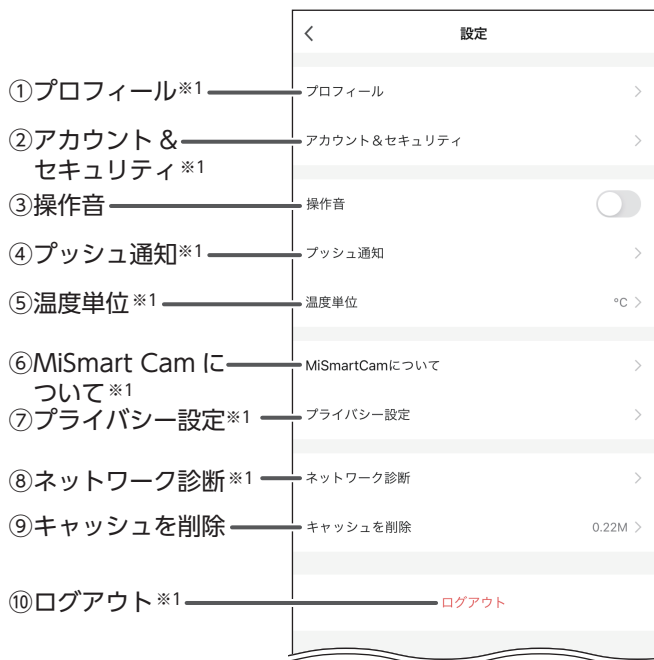 設定
①プロフィール※1
プロフィール
②アカウント&
セキュリティ※1
アカウント&セキュリティ
③操作音
操作音
④プッシュ通知※1
プッシュ通知
⑤温度単位※1
温度単位 °C
⑥MiSmart Cam に
ついて※1
MiSmartCamについて
⑦プライバシー設定※1
プライバシー設定
⑧ネットワーク診断※1
ネットワーク診断
⑨キャッシュを削除
キャッシュを削除 0.22M
⑩ログアウト※1
ログアウト